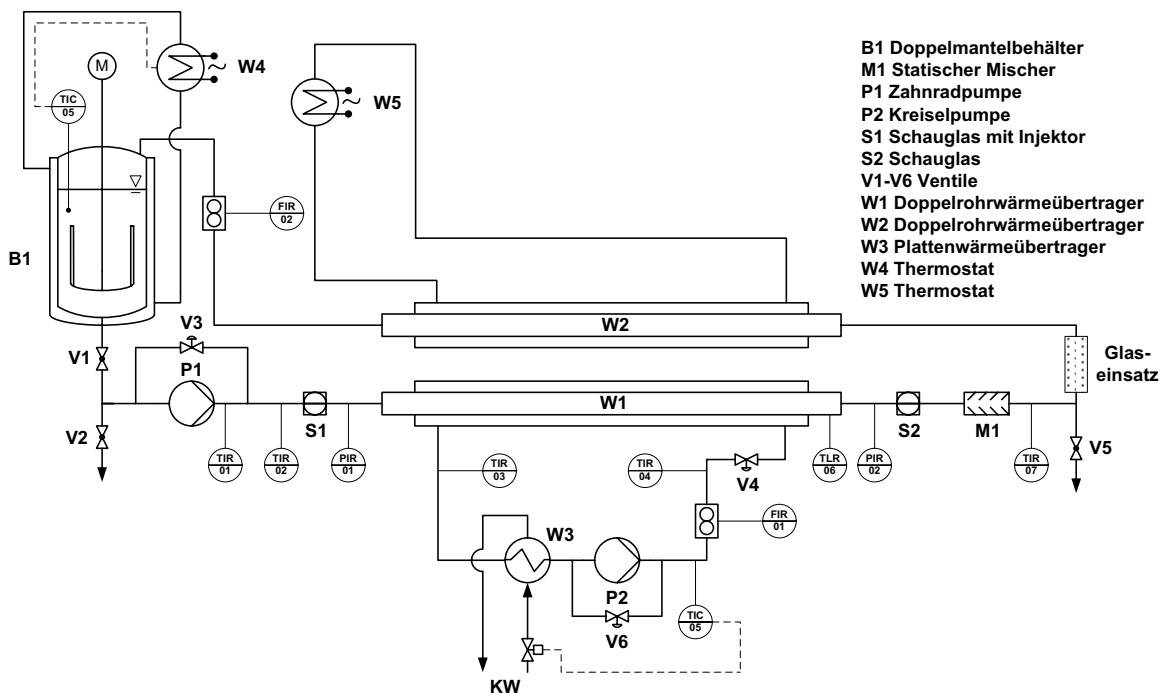 B1 Doppelmantelbehälter
M1 Statischer Mischer
P1 Zahnradpumpe
P2 Kreiselpumpe
S1 Schauglas mit Injektor
S2 Schauglas
V1-V6 Ventile
W1 Doppelrohrwärmeübertrager
W2 Doppelrohrwärmeübertrager
W3 Plattenwärmeübertrager
W4 Thermostat
W5 Thermostat
M
W4
W5
TIC
05
FIR
02
B1
V3
W2
V1
P1
Glas-
einsatz
W1
V2
S1
S2
M1
V5
TIR
01
TIR
02
PIR
01
TIR
03
TIR
04
V4
TLR
06
PIR
02
TIR
07
FIR
01
W3
P2
V6
TIC
05
KW